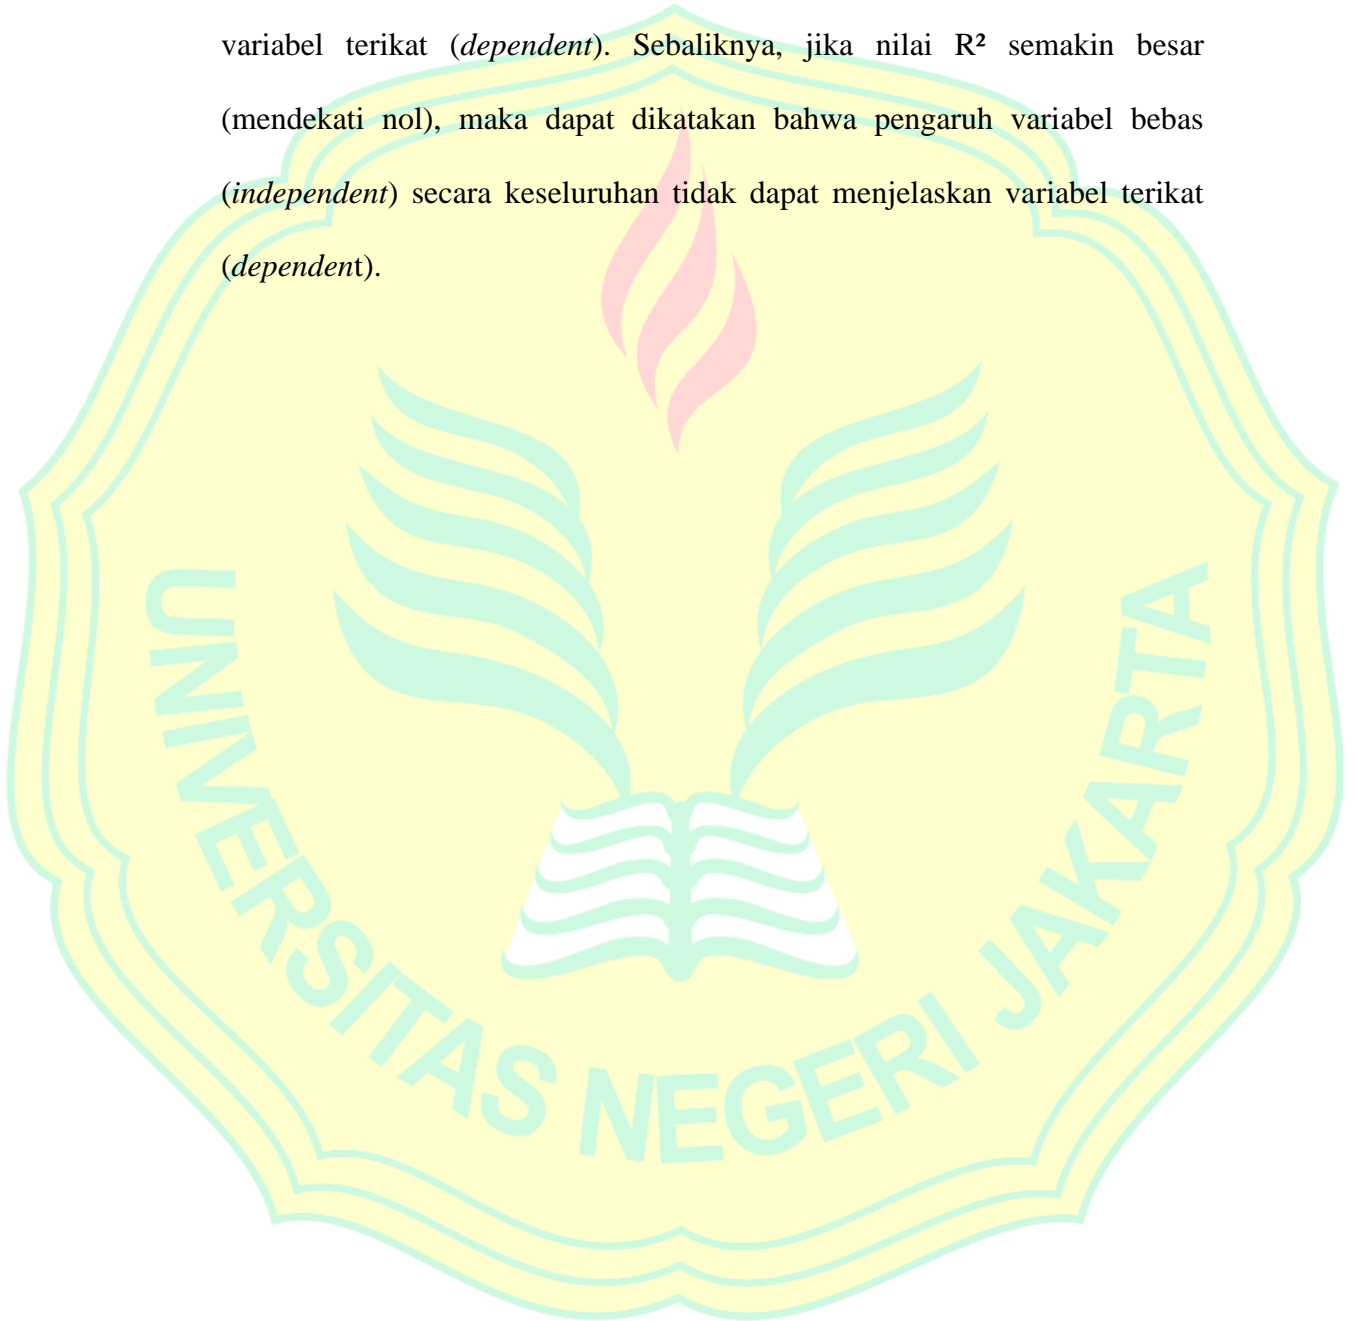 variabel terikat (dependent). Sebaliknya, jika nilai R² semakin besar
(mendekati nol), maka dapat dikatakan bahwa pengaruh variabel bebas
(independent) secara keseluruhan tidak dapat menjelaskan variabel terikat
(dependent).
UNIVERSITAS NEGERI JAKARTA